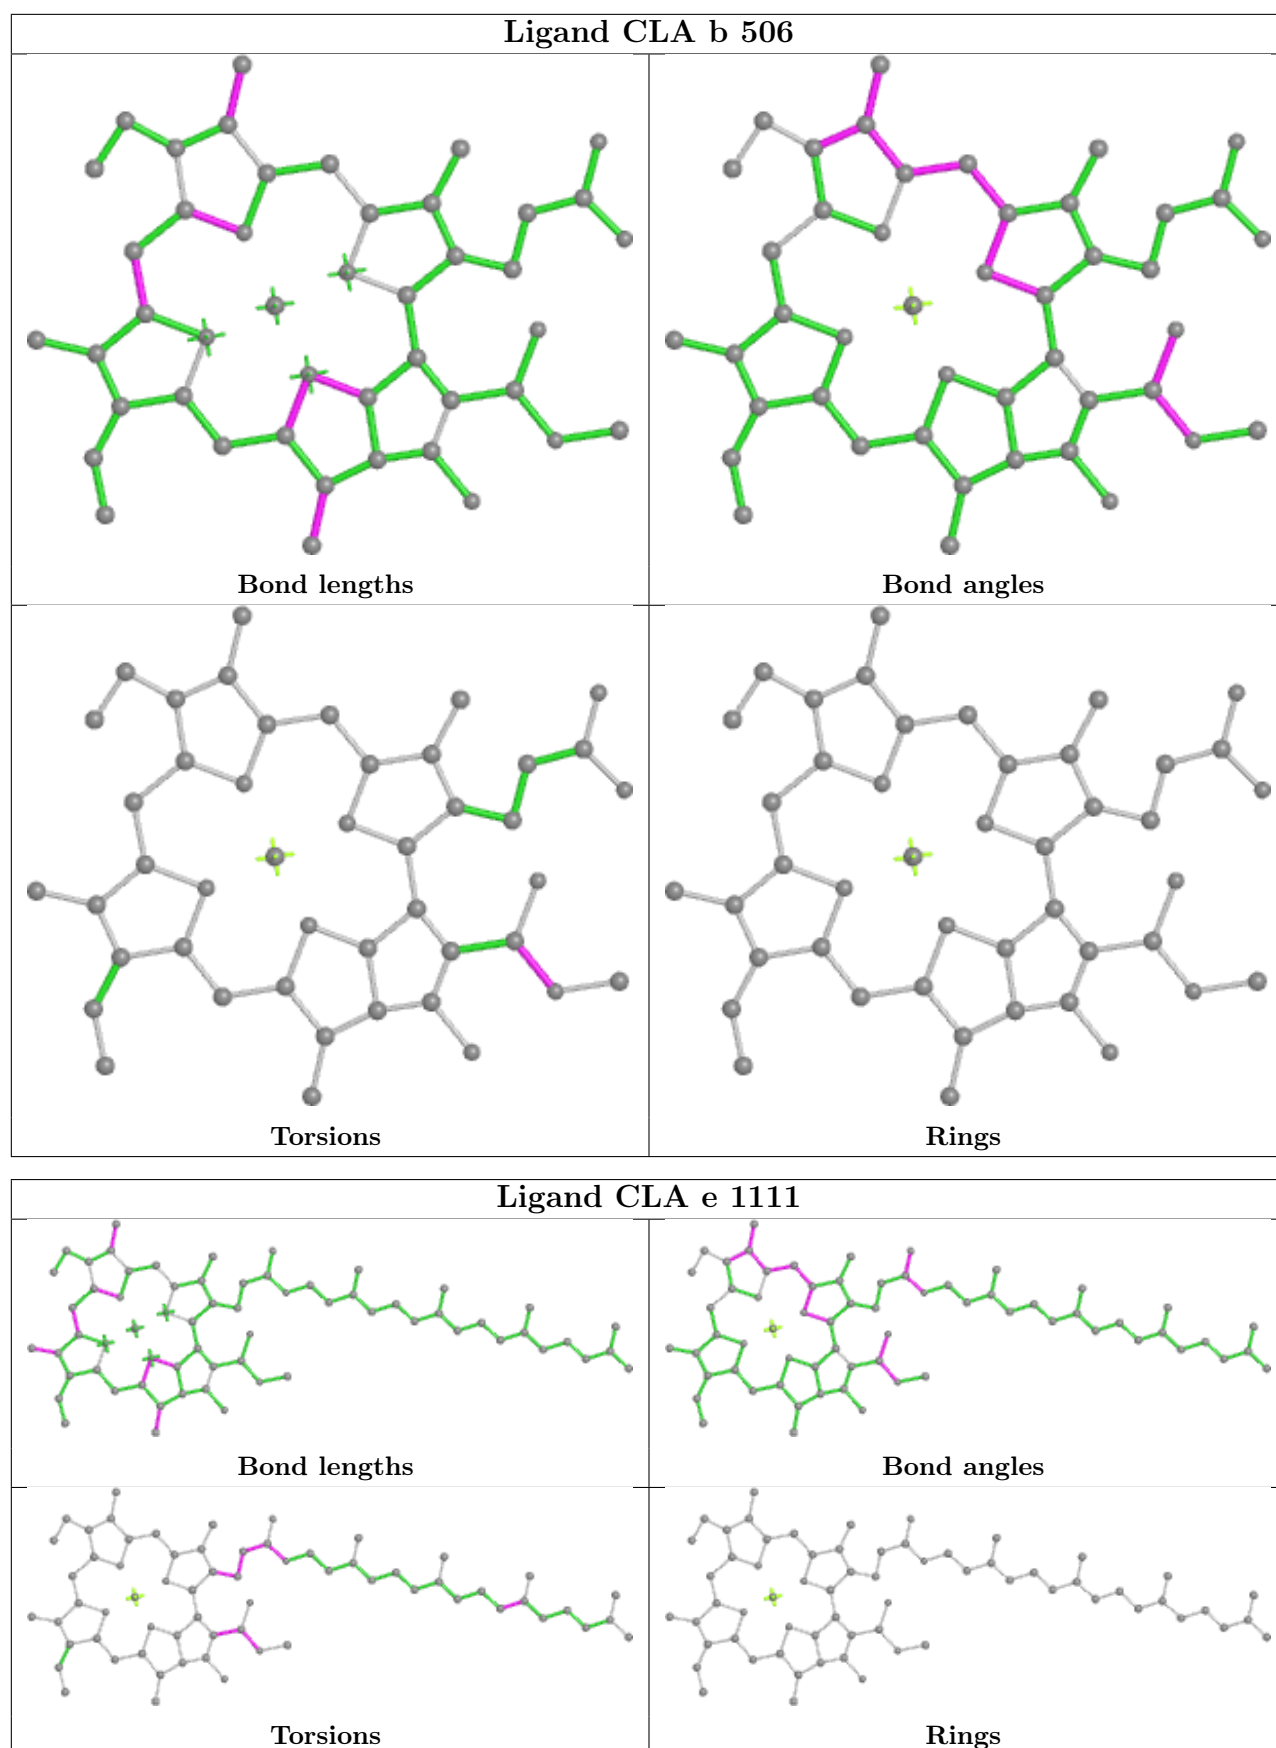 Ligand CLA b 506
Bond lengths
Bond angles
Torsions
Rings
Ligand CLA e 1111
Bond lengths
Bond angles
Torsions
Rings